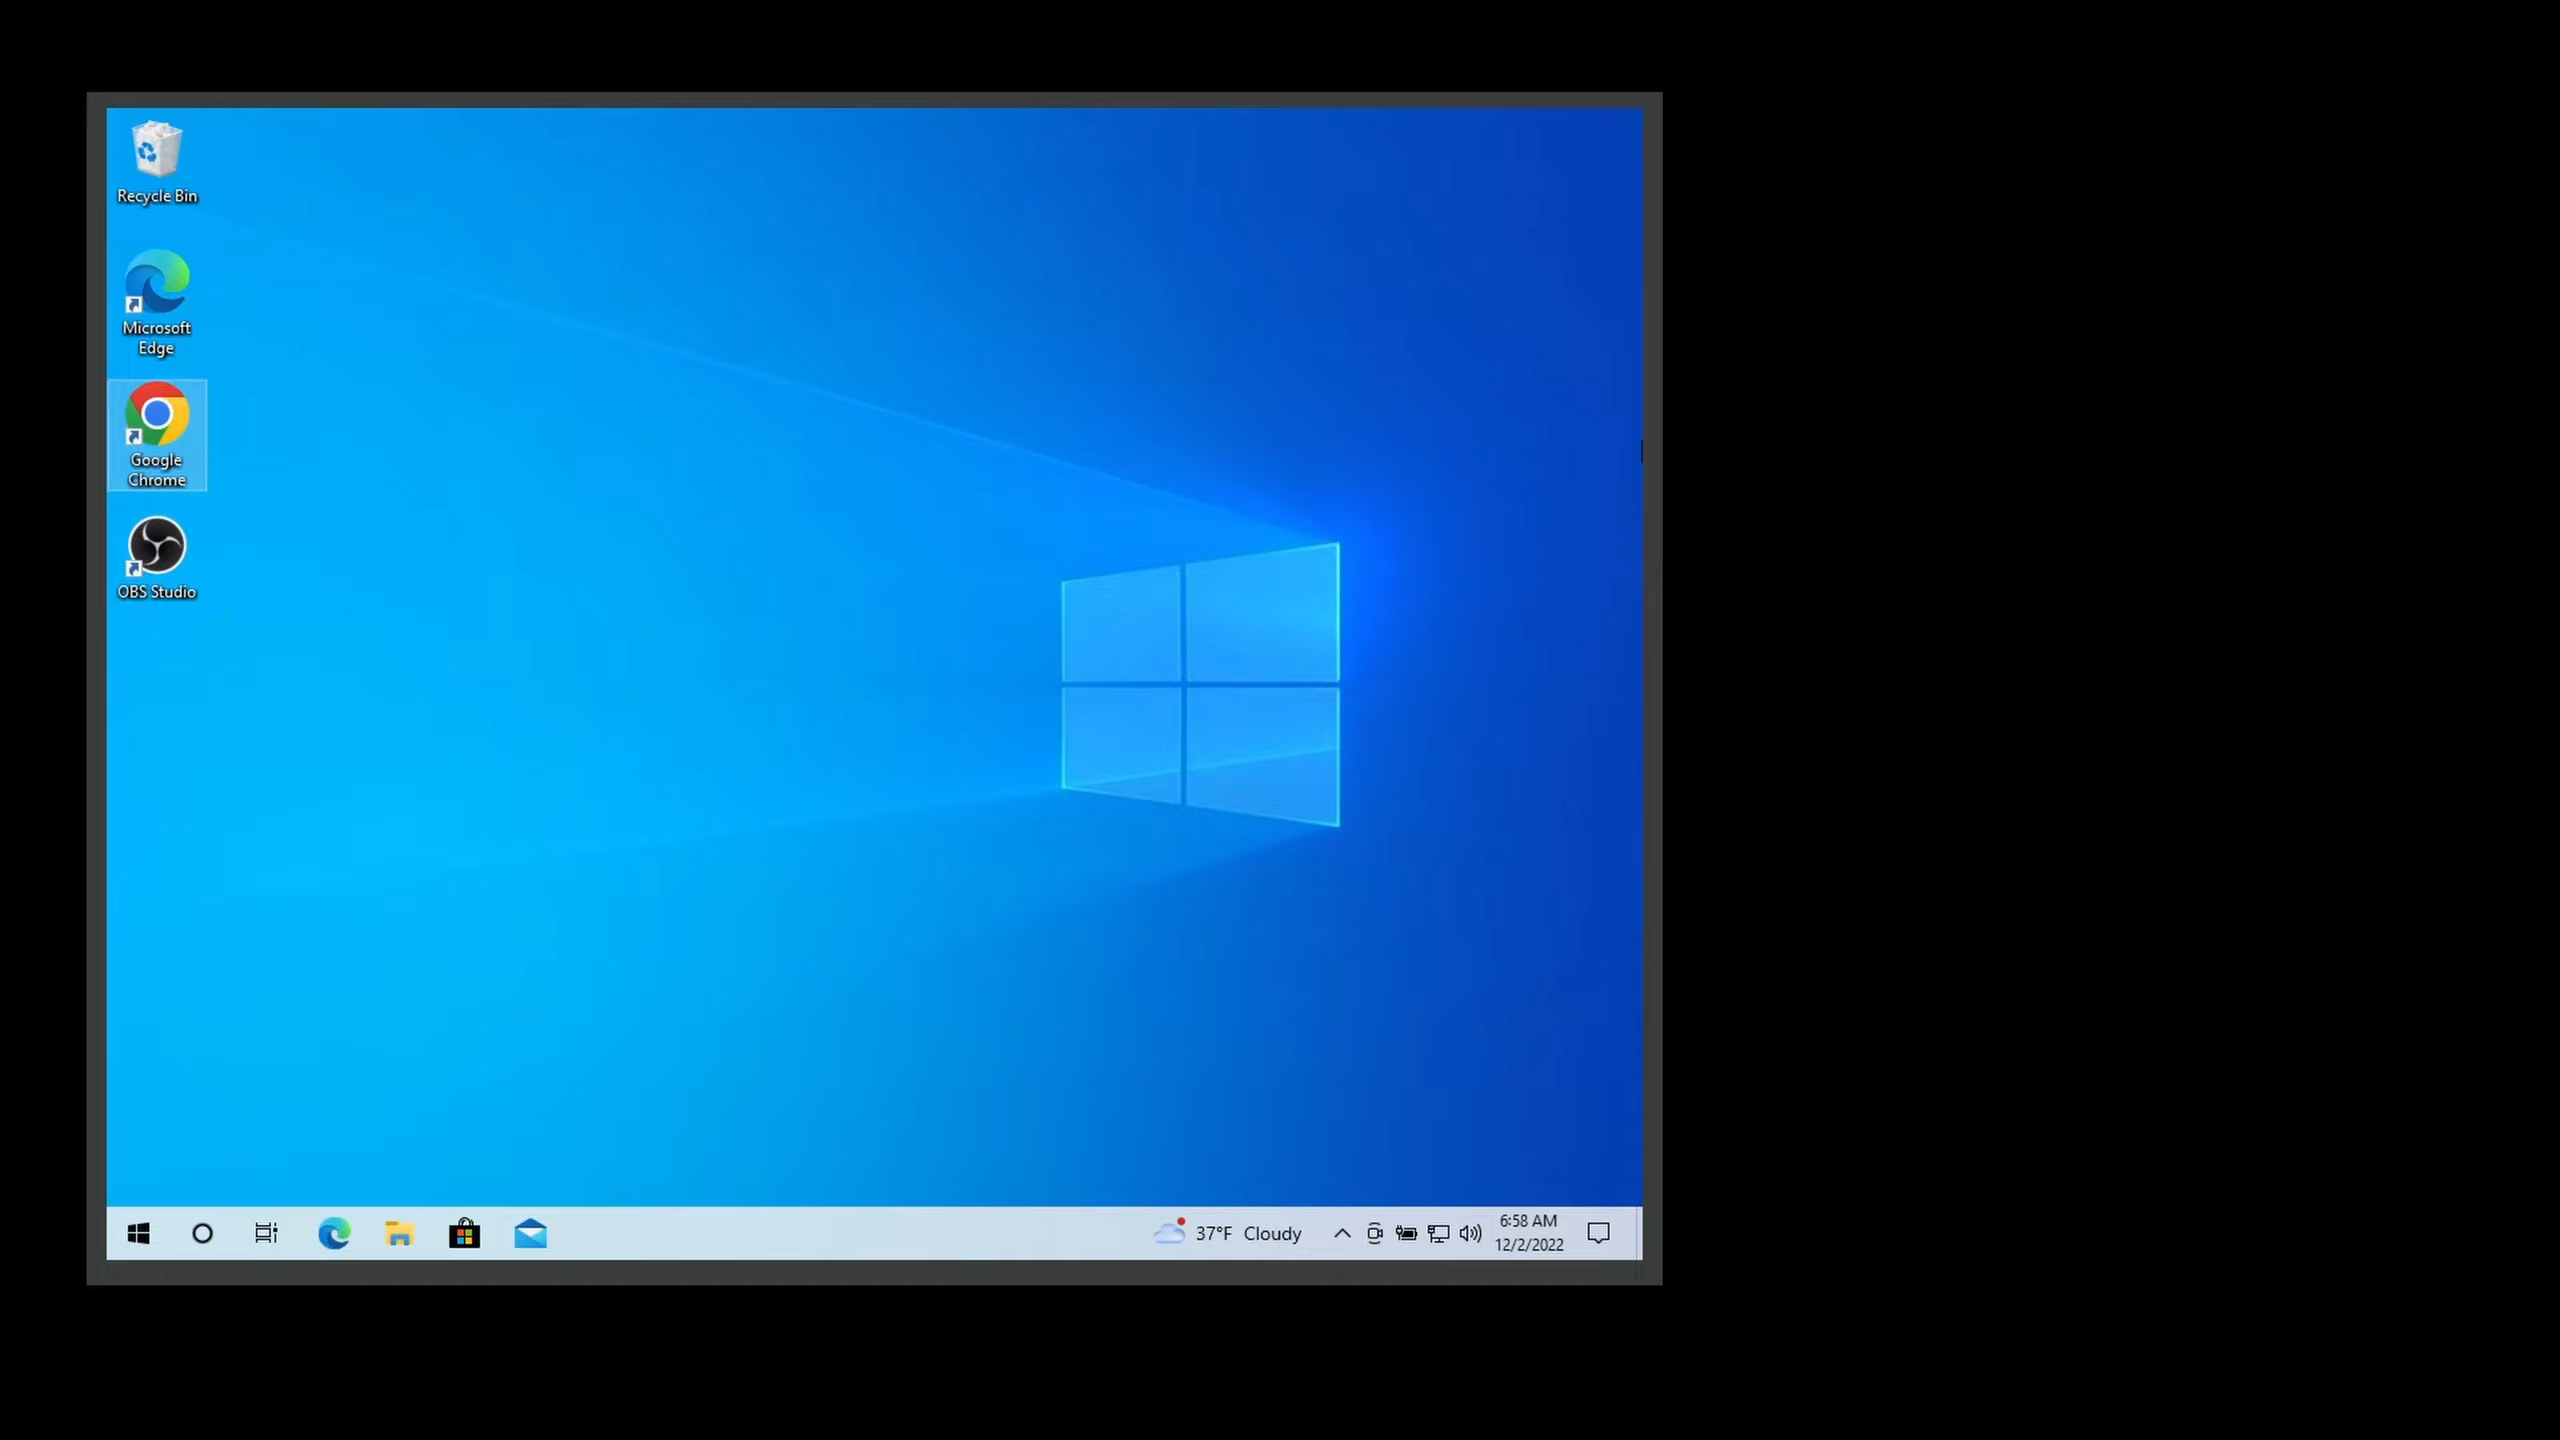 Recycle Bin
Microsoft
Edge
Google
Chrome
OBS Studio
37°F Cloudy
6:58 AM
12/2/2022